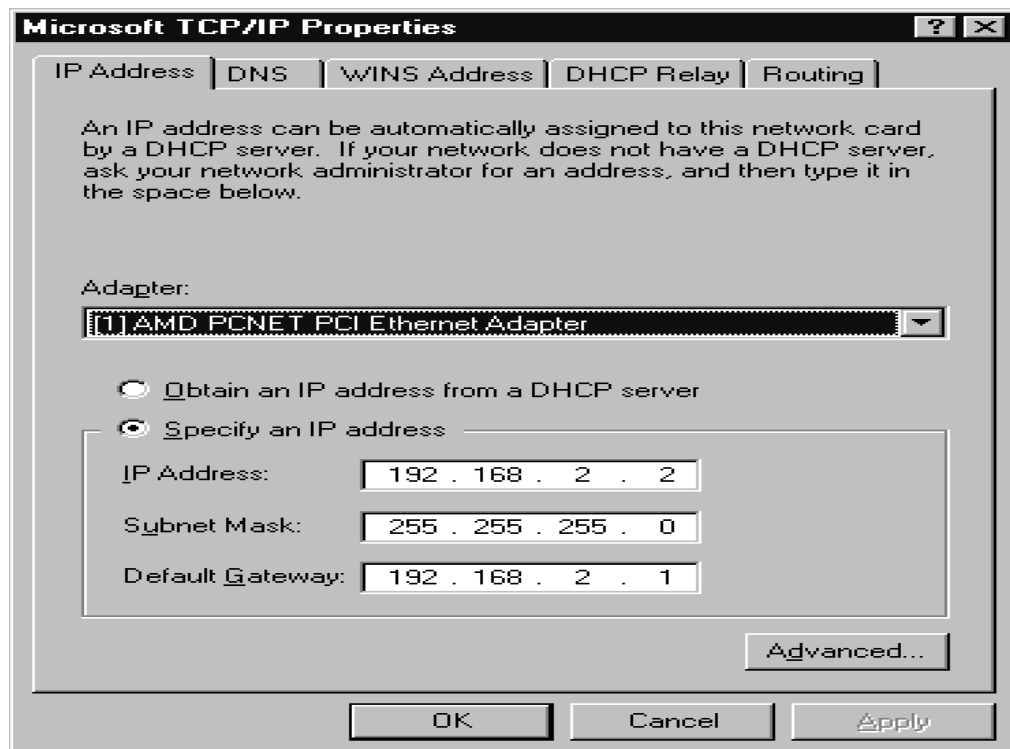 Microsoft TCP/IP Properties ? X
IP Address DNS WINS Address DHCP Relay Routing
An IP address can be automatically assigned to this network card
by a DHCP server. If your network does not have a DHCP server,
ask your network administrator for an address, and then type it in
the space below.
Adapter:
[1] AMD PCNET PCI Ethernet Adapter
Obtain an IP address from a DHCP server
Specify an IP address
IP Address: 192 . 168 . 2 . 2
Subnet Mask: 255 . 255 . 255 . 0
Default Gateway: 192 . 168 . 2 . 1
Advanced...
OK Cancel Apply